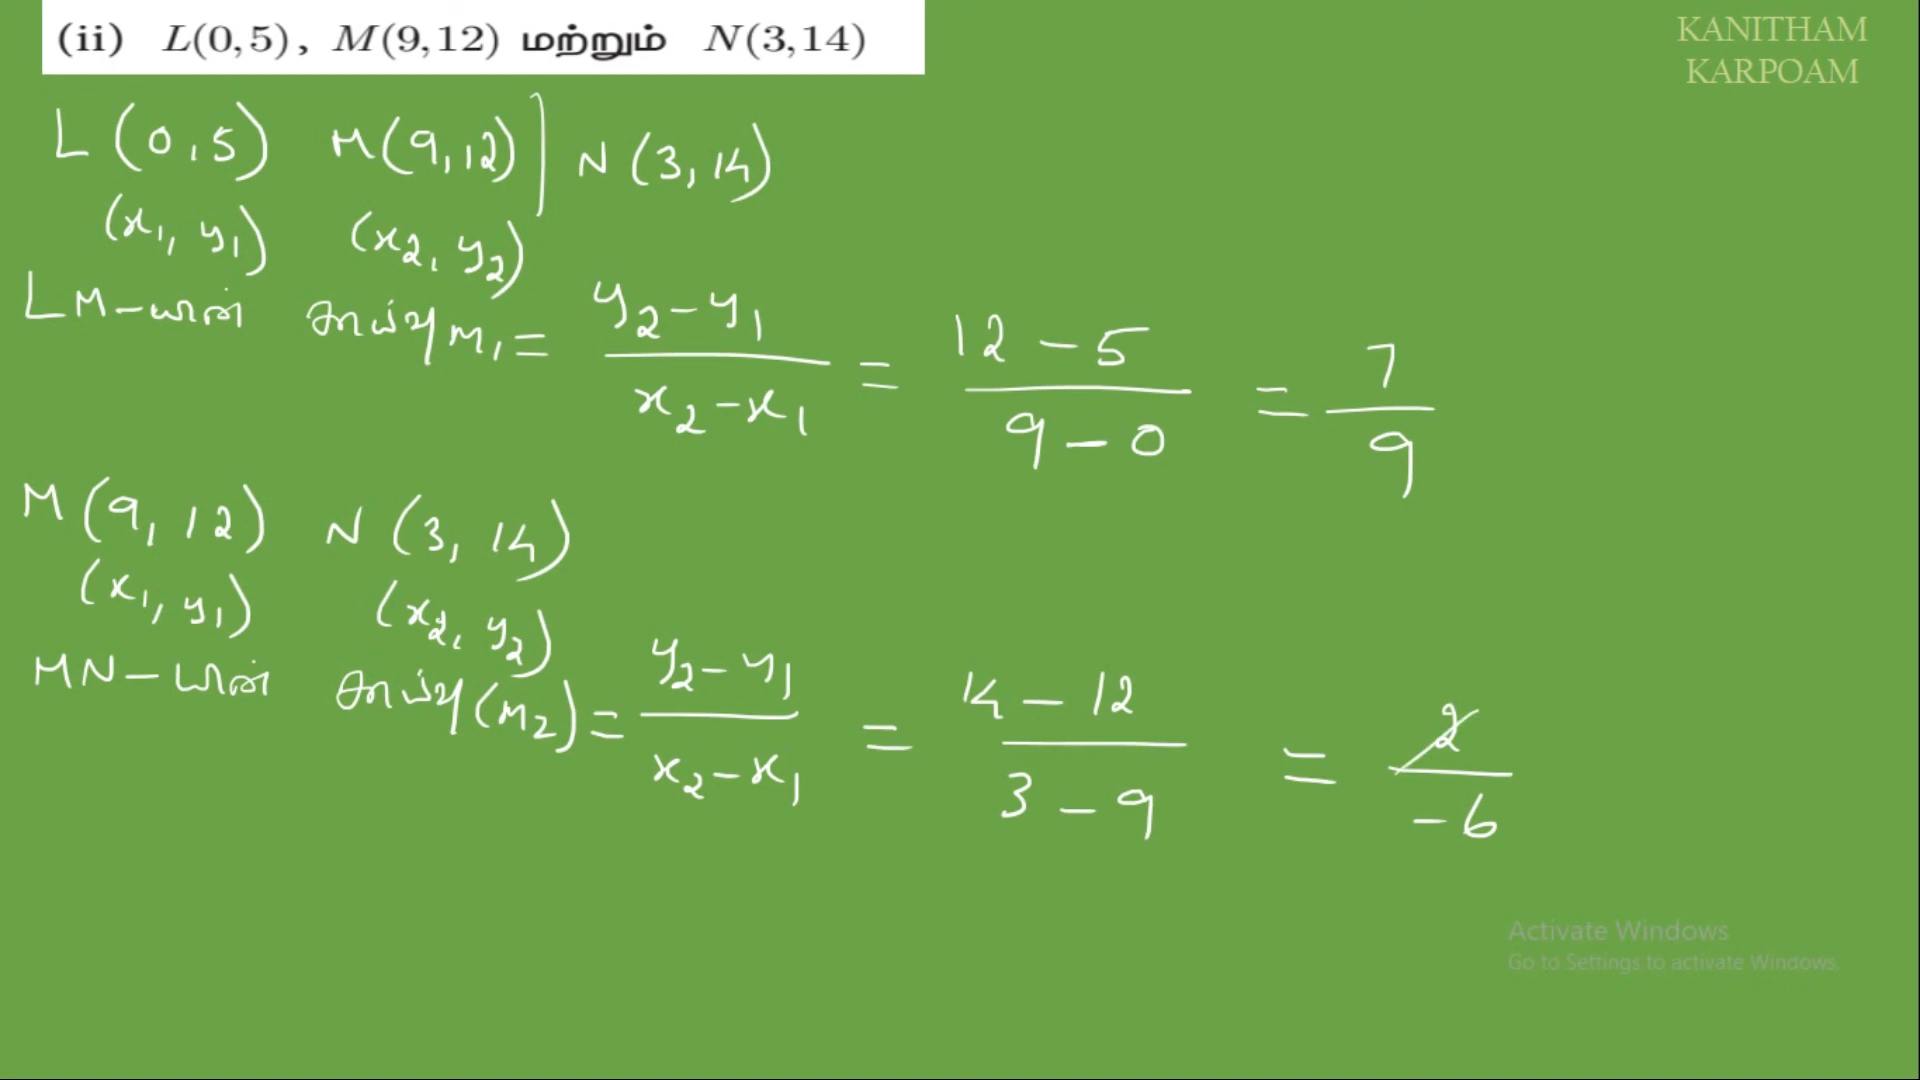 (ii) L(0,5), M(9,12) மற்றும் N(3,14)
KANITHAM
KARPOAM
L(0,5) M(9,12) N(3,14)
(x₁, y₁) (x₂, y₂)
LM-யின் சாய்வு m₁ = y₂-y₁ / x₂-x₁ = 12-5 / 9-0 = 7 / 9
M(9,12) N(3,14)
(x₁, y₁) (x₂, y₂)
MN-யின் சாய்வு (m₂) = y₂-y₁ / x₂-x₁ = 14-12 / 3-9 = 2 / -6
Activate Windows
Go to Settings to activate Windows.